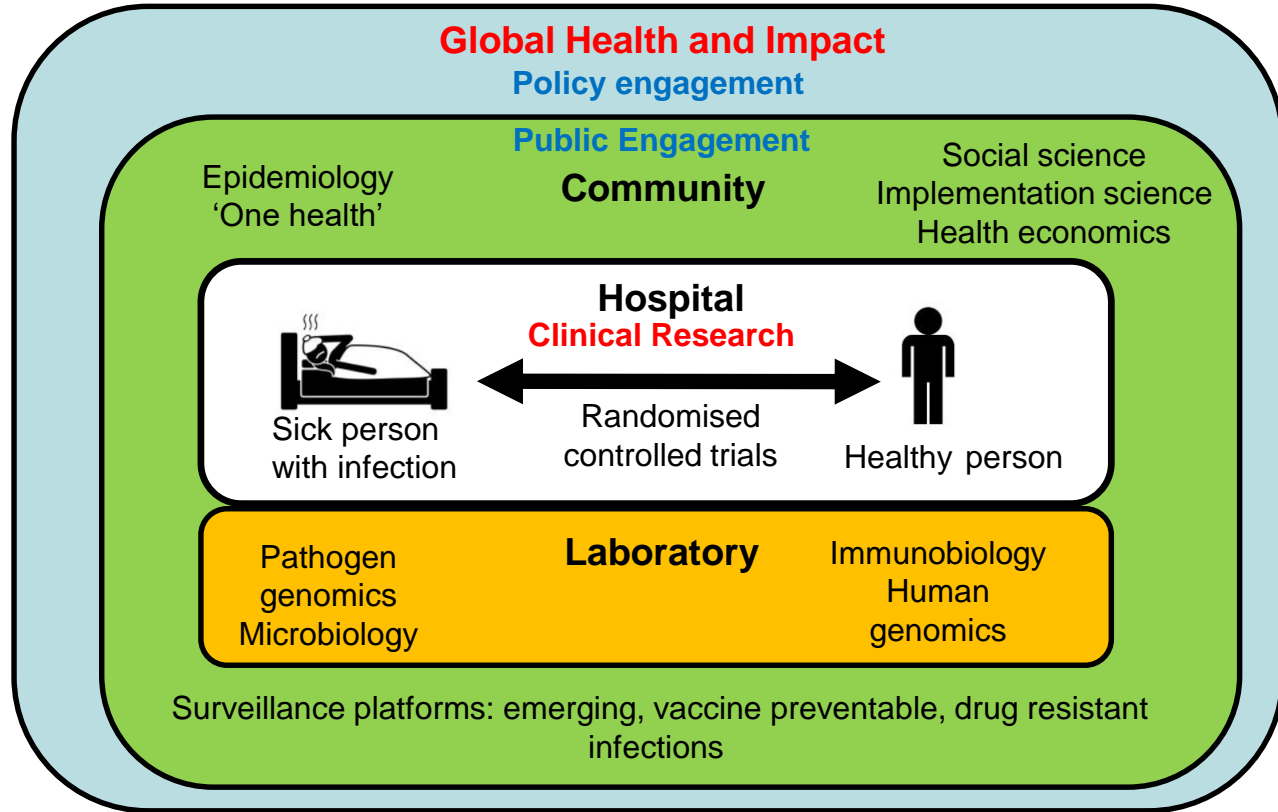 Global Health and Impact
Policy engagement
Public Engagement
Community
Epidemiology
‘One health’
Social science
Implementation science
Health economics
Hospital
Clinical Research
Sick person
with infection
Randomised
controlled trials
Healthy person
Laboratory
Pathogen
genomics
Microbiology
Immunobiology
Human
genomics
Surveillance platforms: emerging, vaccine preventable, drug resistant
infections